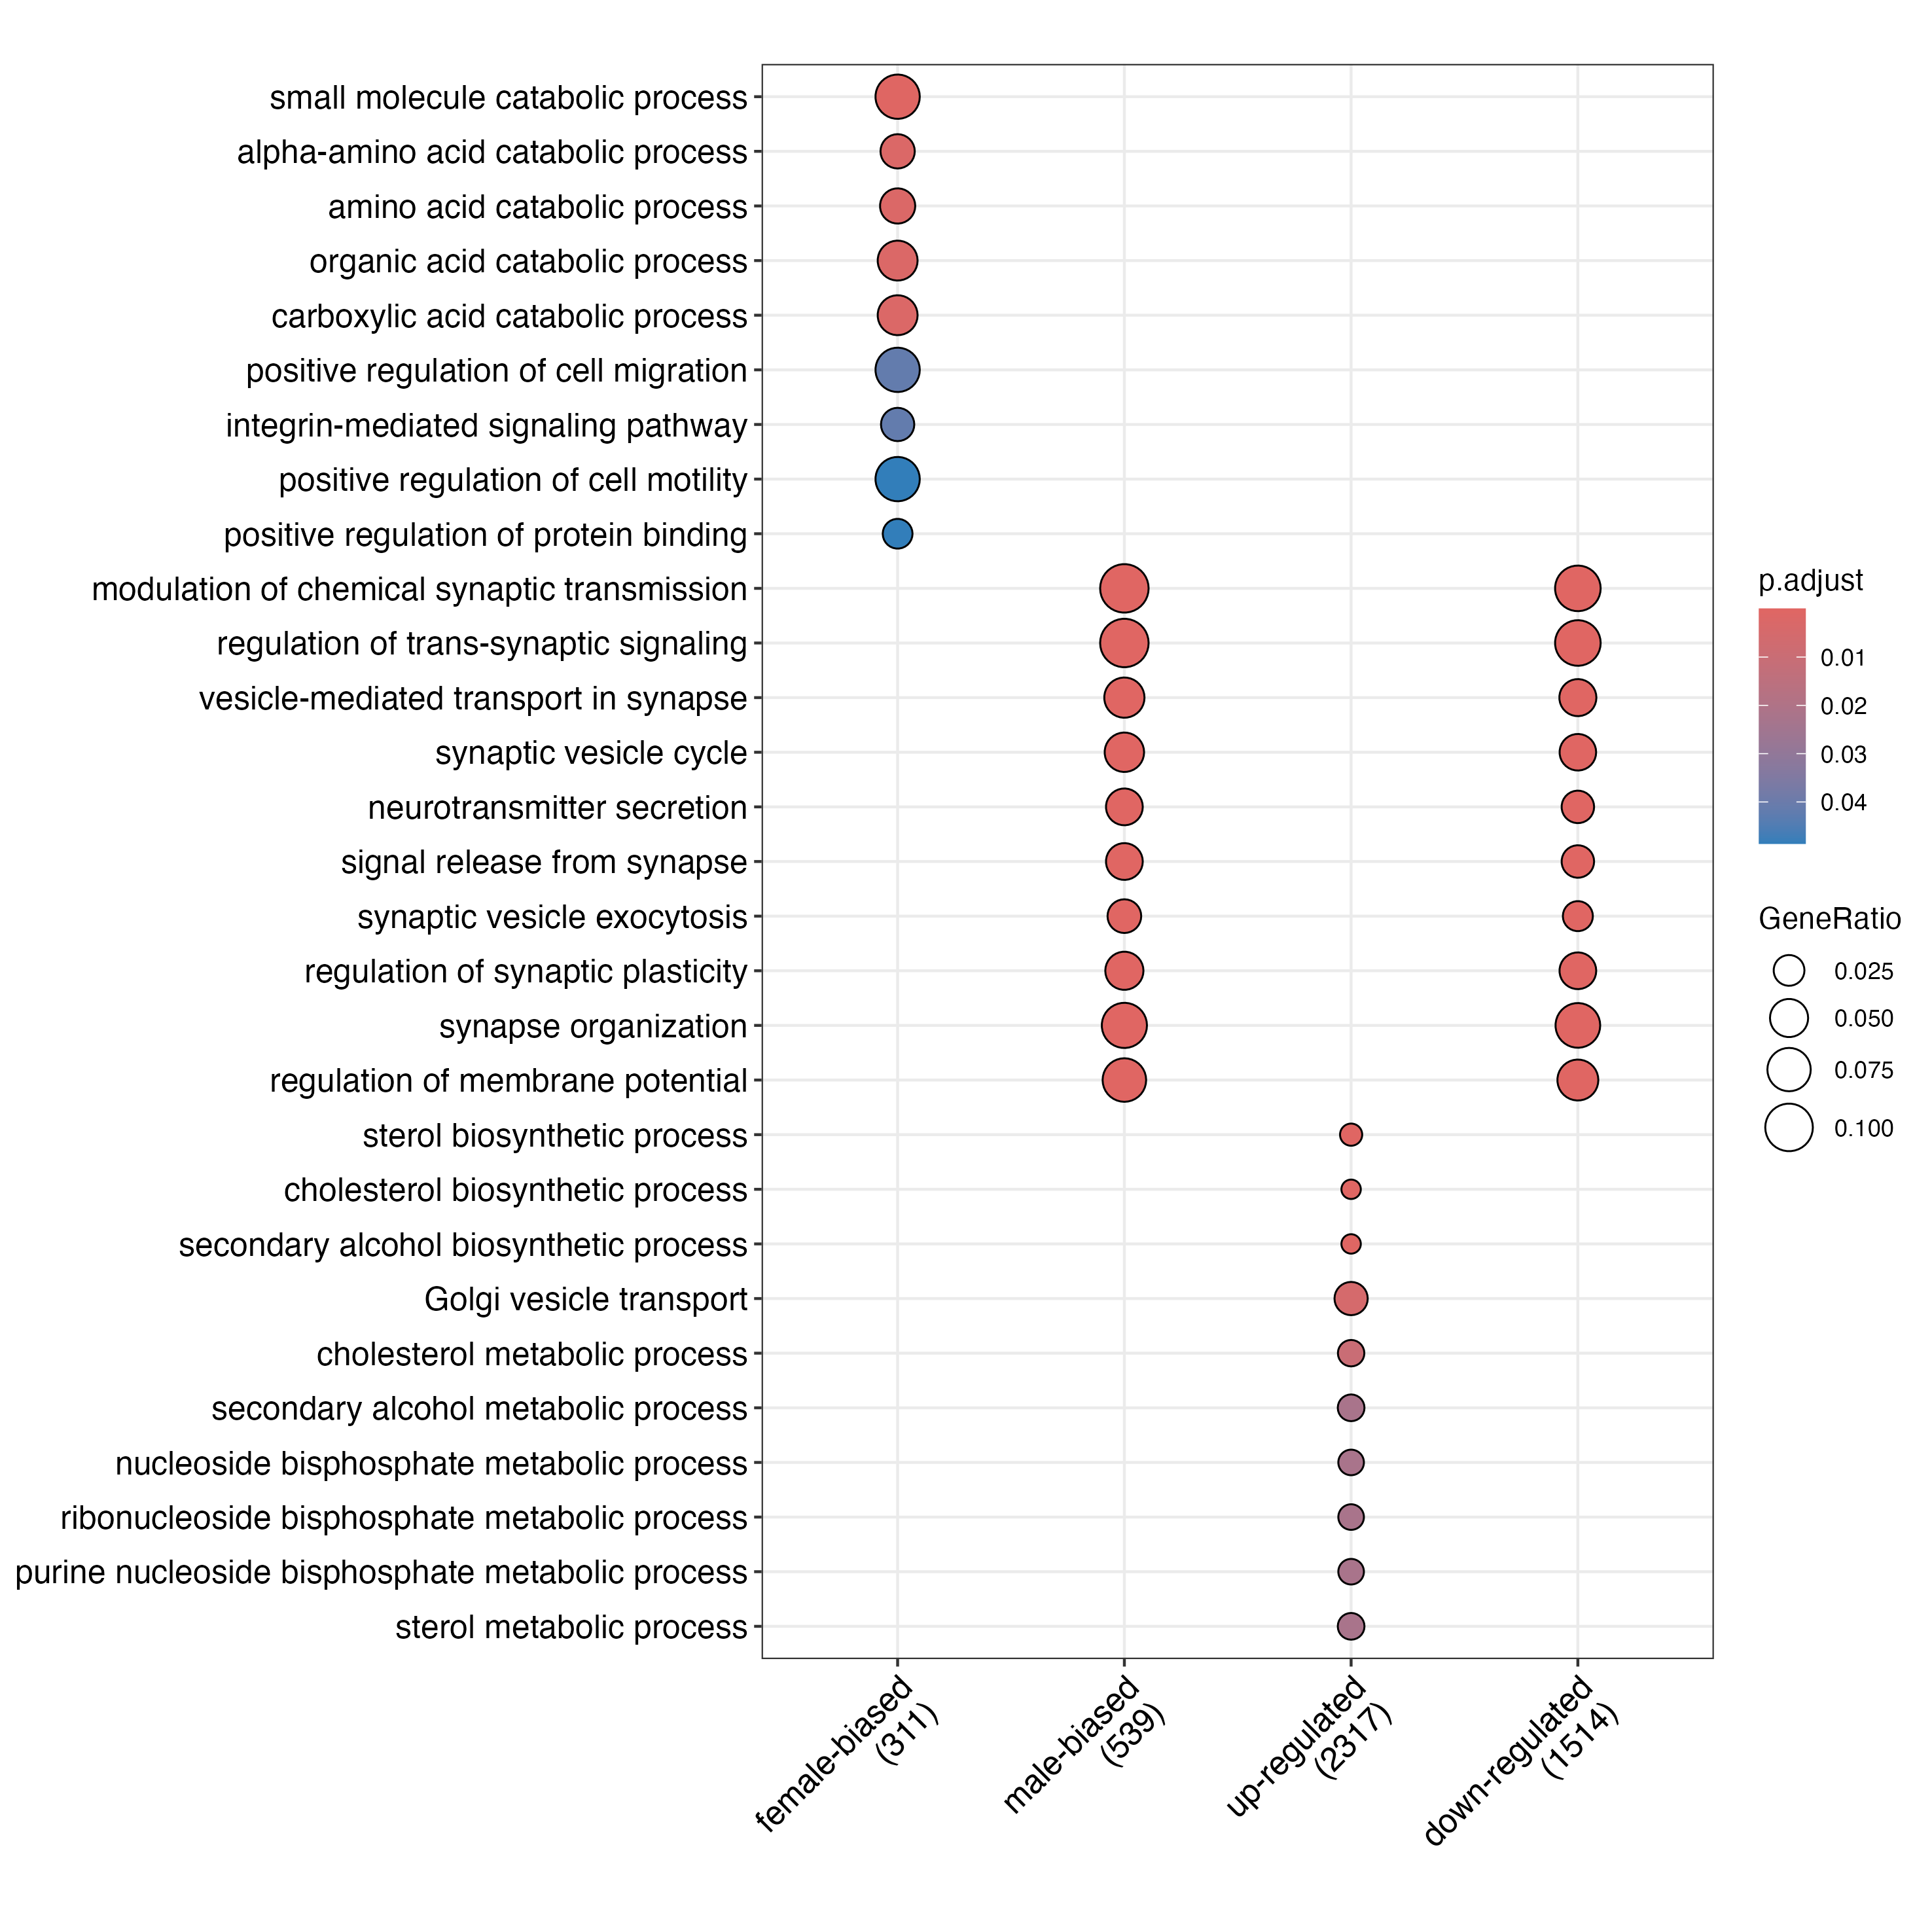 small molecule catabolic process
alpha-amino acid catabolic process
amino acid catabolic process
organic acid catabolic process
carboxylic acid catabolic process
positive regulation of cell migration
integrin-mediated signaling pathway
positive regulation of cell motility
positive regulation of protein binding
modulation of chemical synaptic transmission
regulation of trans-synaptic signaling
vesicle-mediated transport in synapse
synaptic vesicle cycle
neurotransmitter secretion
signal release from synapse
synaptic vesicle exocytosis
regulation of synaptic plasticity
synapse organization
regulation of membrane potential
sterol biosynthetic process
cholesterol biosynthetic process
secondary alcohol biosynthetic process
Golgi vesicle transport
cholesterol metabolic process
secondary alcohol metabolic process
nucleoside bisphosphate metabolic process
ribonucleoside bisphosphate metabolic process
purine nucleoside bisphosphate metabolic process
sterol metabolic process
female-biased
(311)
male-biased
(539)
up-regulated
(2317)
down-regulated
(1514)
p.adjust
0.01
0.02
0.03
0.04
GeneRatio
0.025
0.050
0.075
0.100